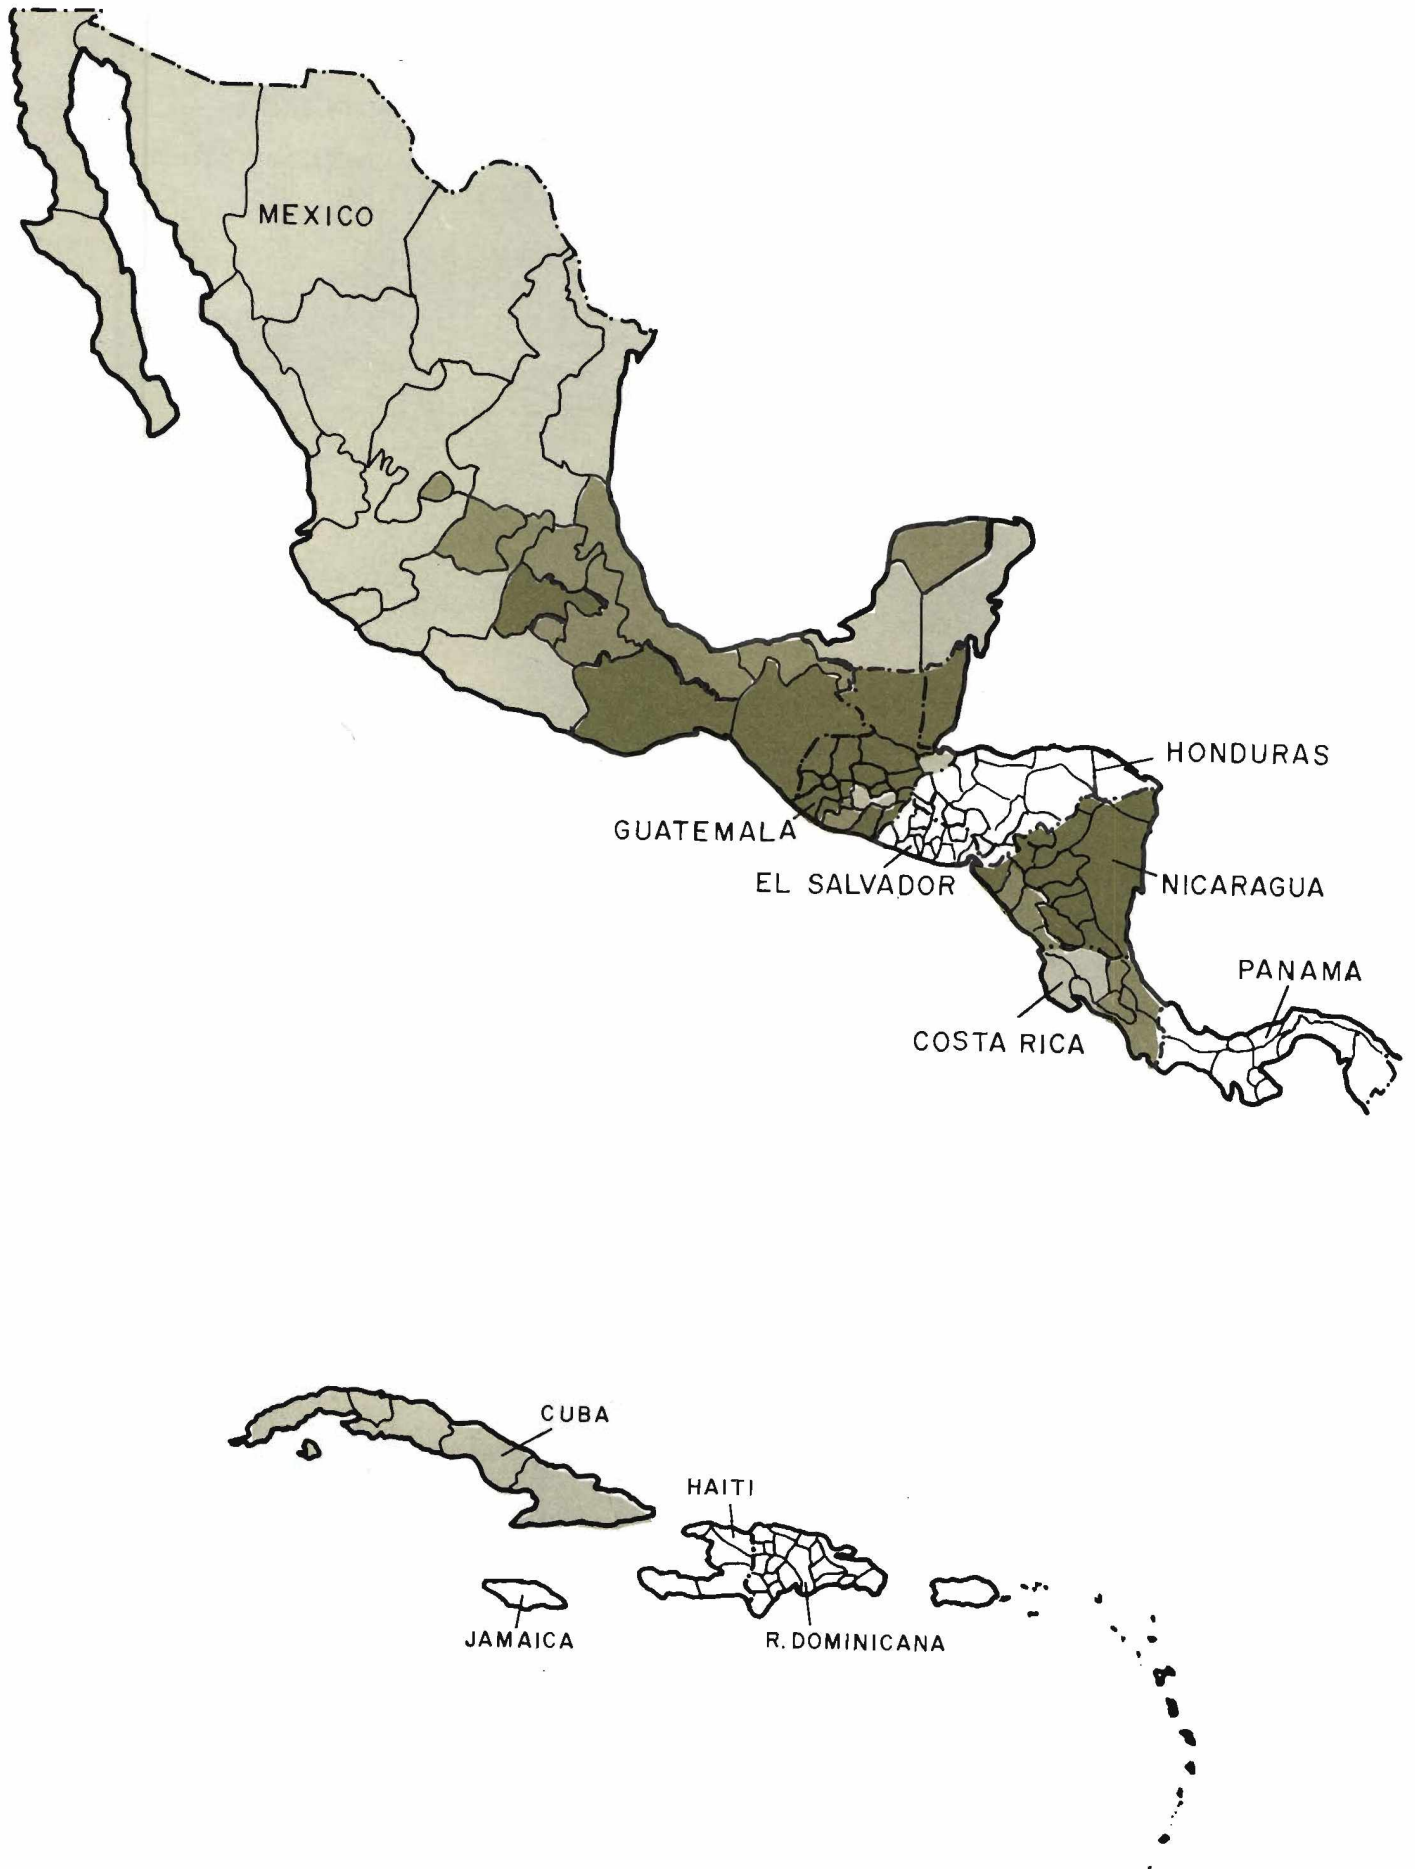 MEXICO
HONDURAS
GUATEMALA
EL SALVADOR
NICARAGUA
PANAMA
COSTA RICA
CUBA
HAITI
JAMAICA
R. DOMINICANA